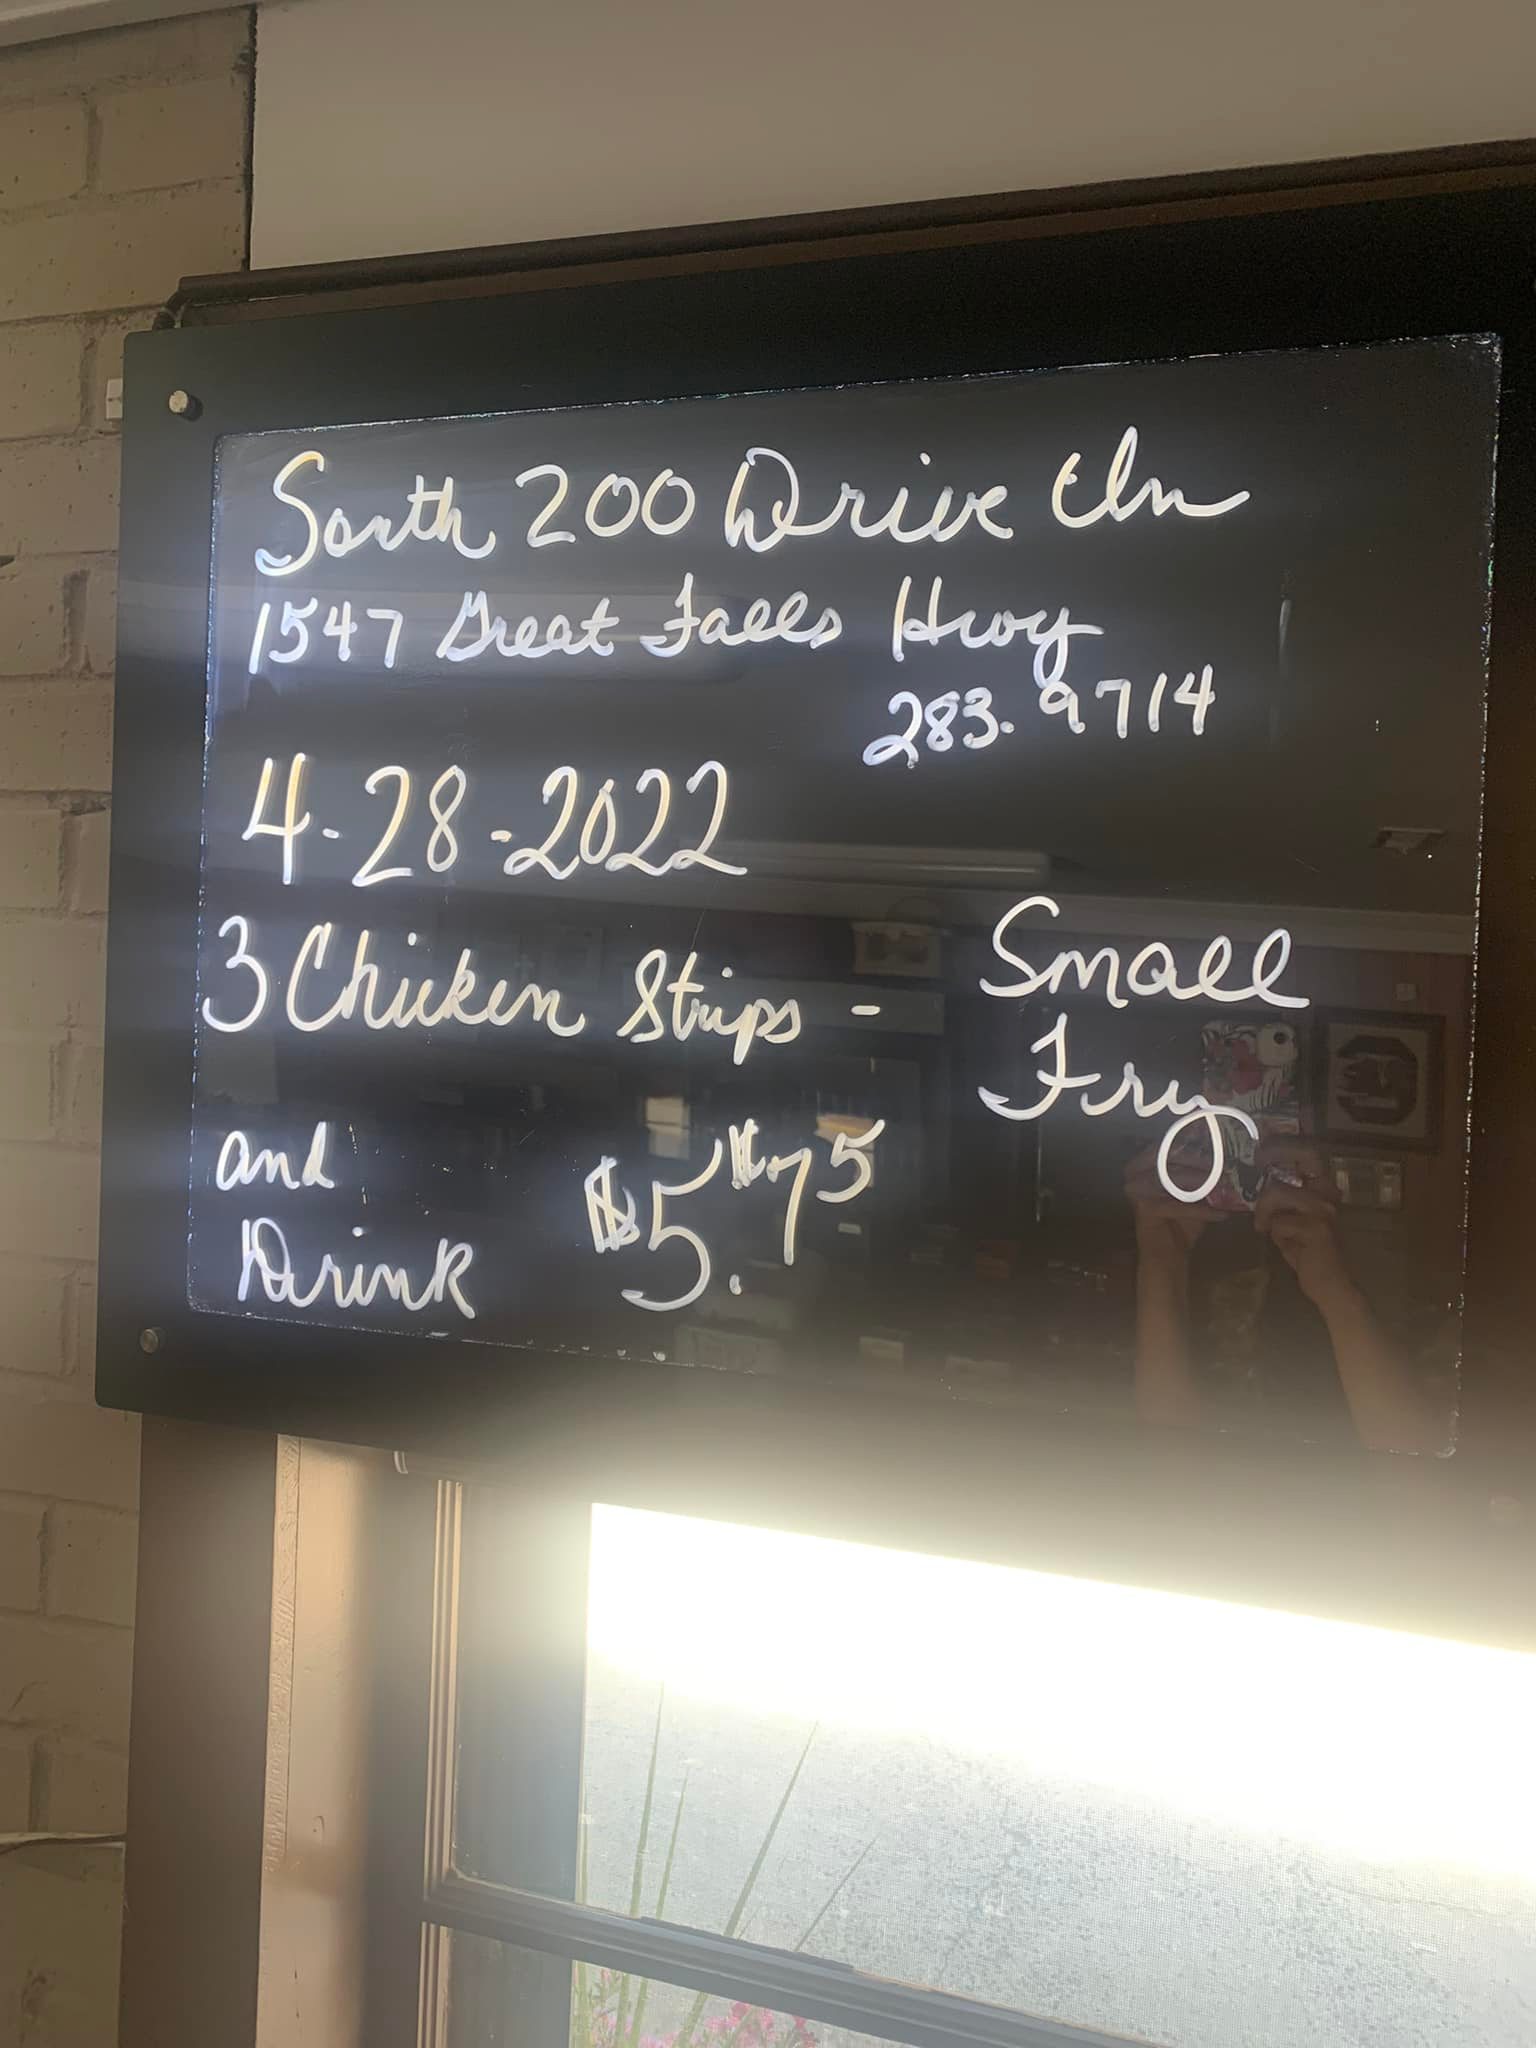 South 200 Drive In
1547 Great Falls Hwy
283.9714
4-28-2022
3 Chicken Strips - Small
Fry
and
Drink $5.75